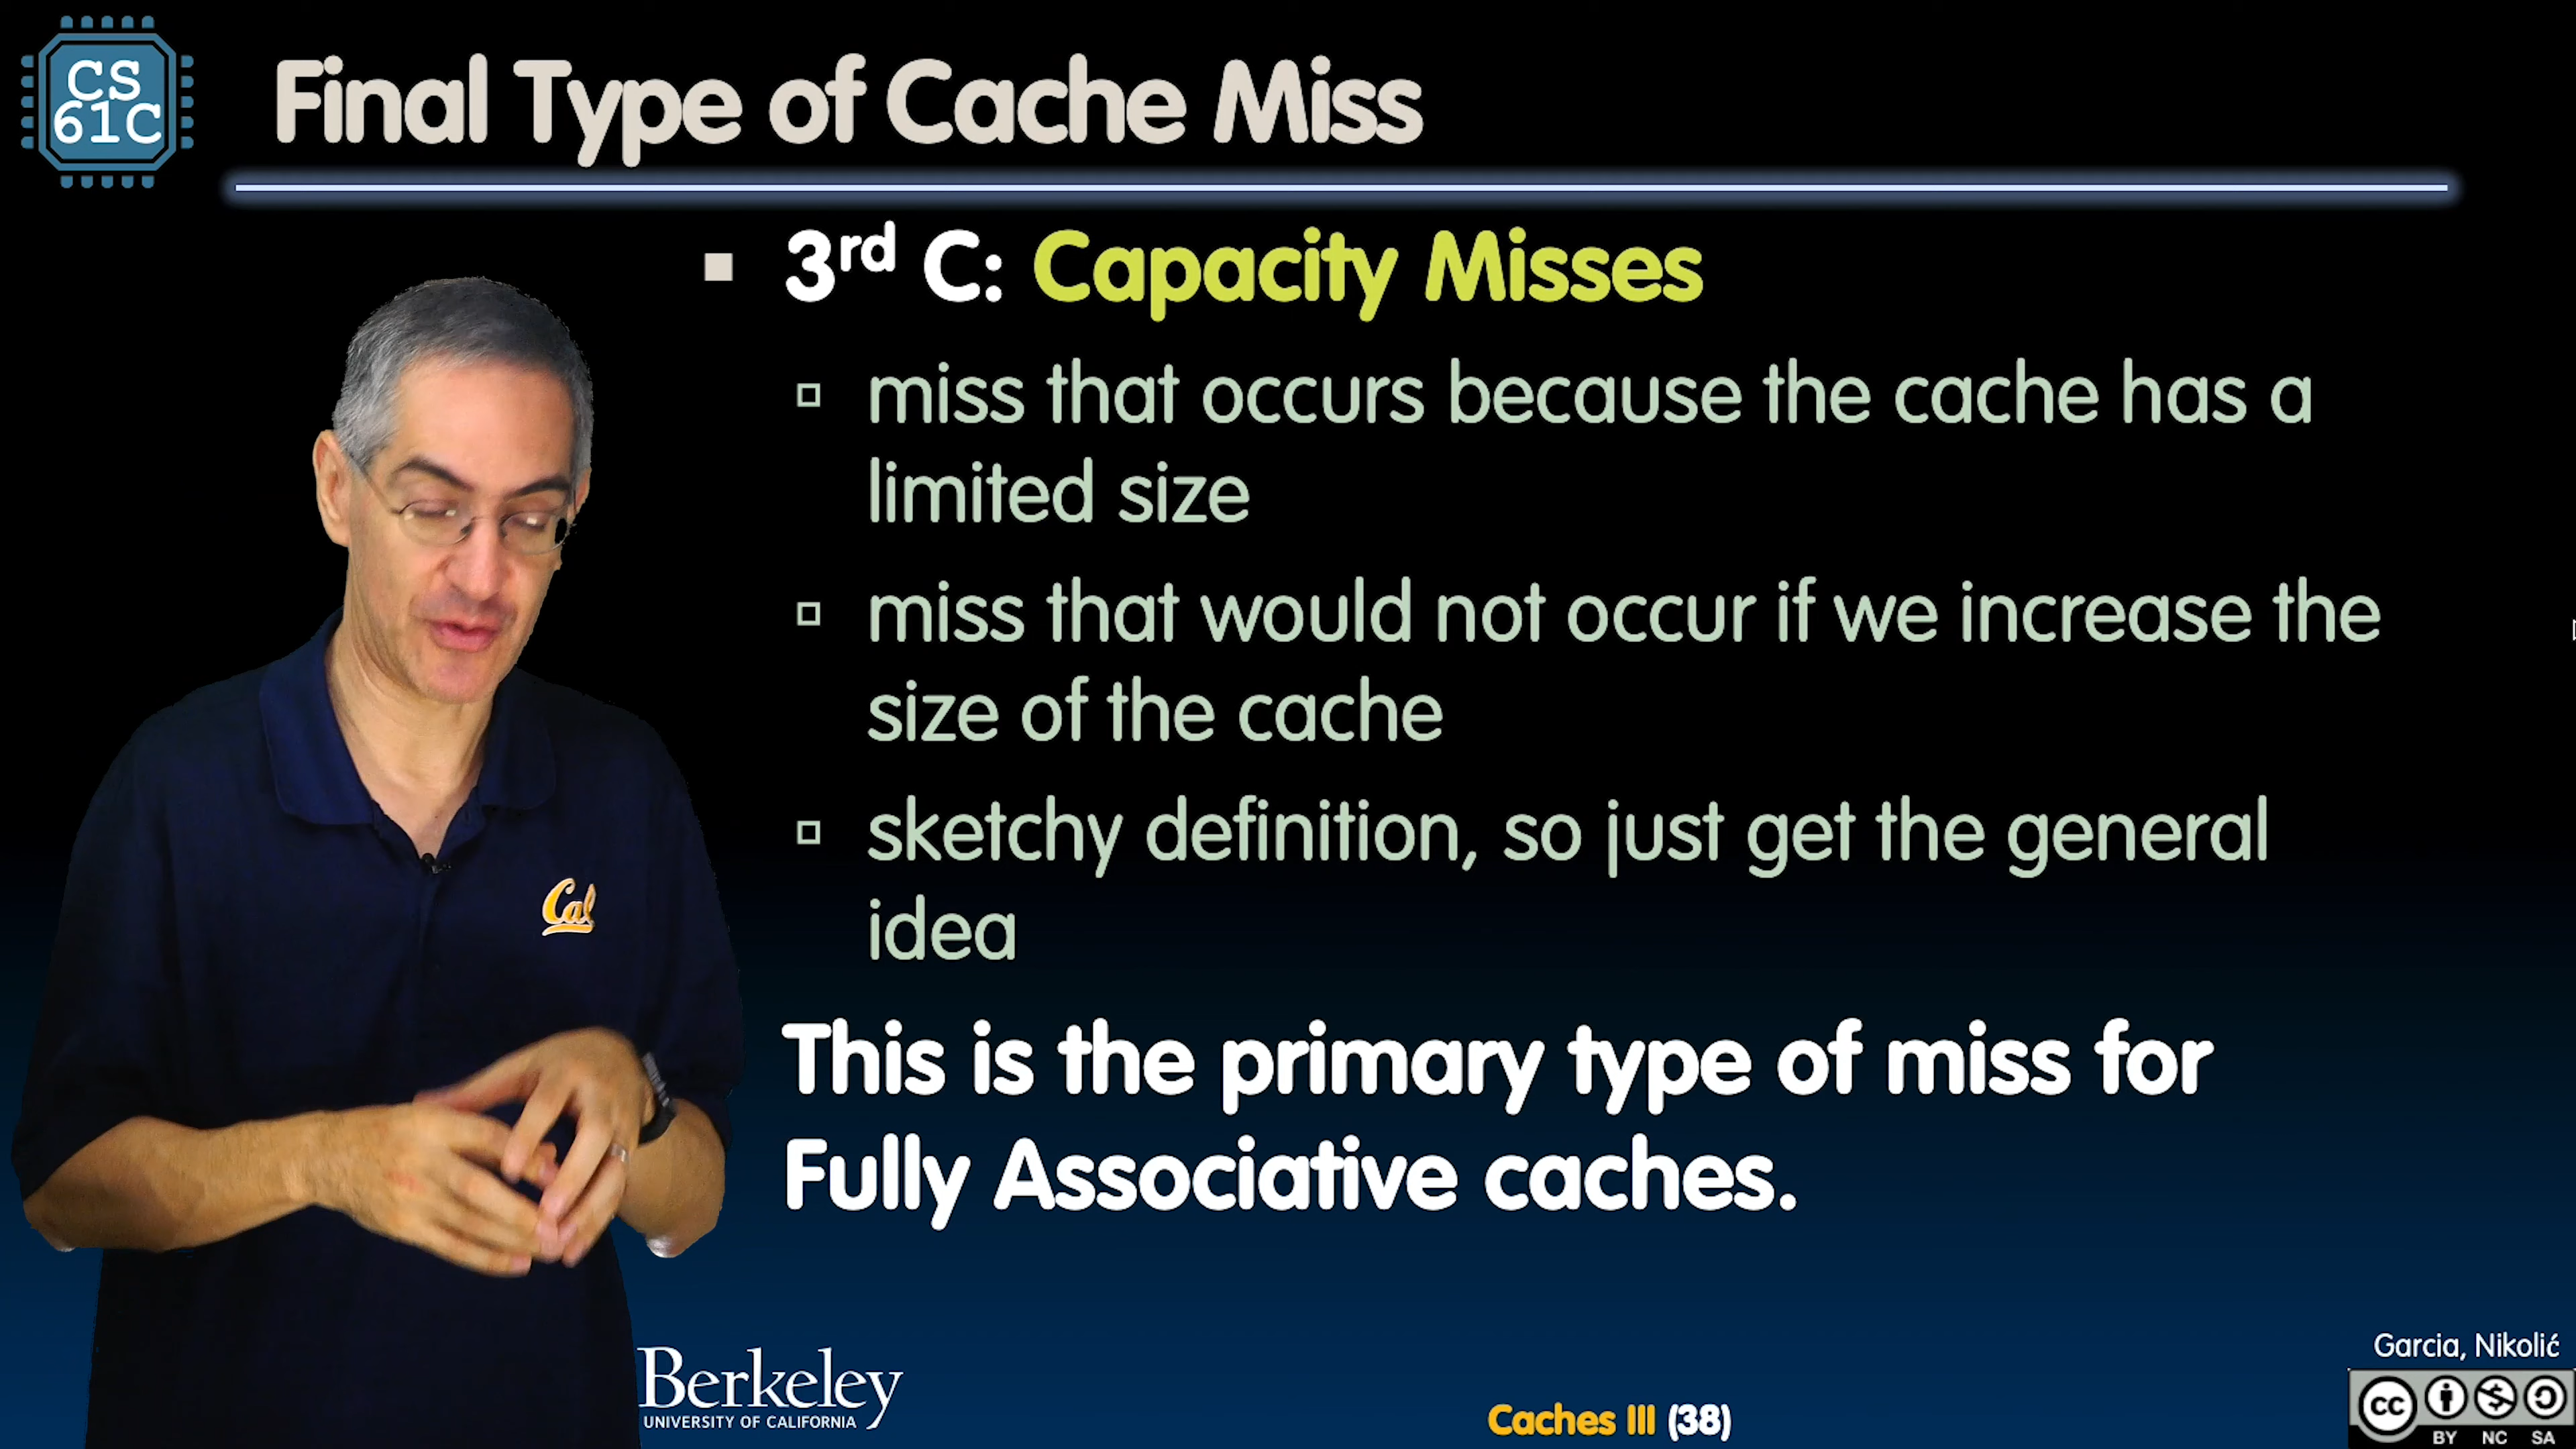 CS
61C
Final Type of Cache Miss
3rd C: Capacity Misses
miss that occurs because the cache has a
limited size
miss that would not occur if we increase the
size of the cache
sketchy definition, so just get the general
idea
This is the primary type of miss for
Fully Associative caches.
Cal
Berkeley
UNIVERSITY OF CALIFORNIA
Caches III (38)
Garcia, Nikolić
cc
BY NC SA